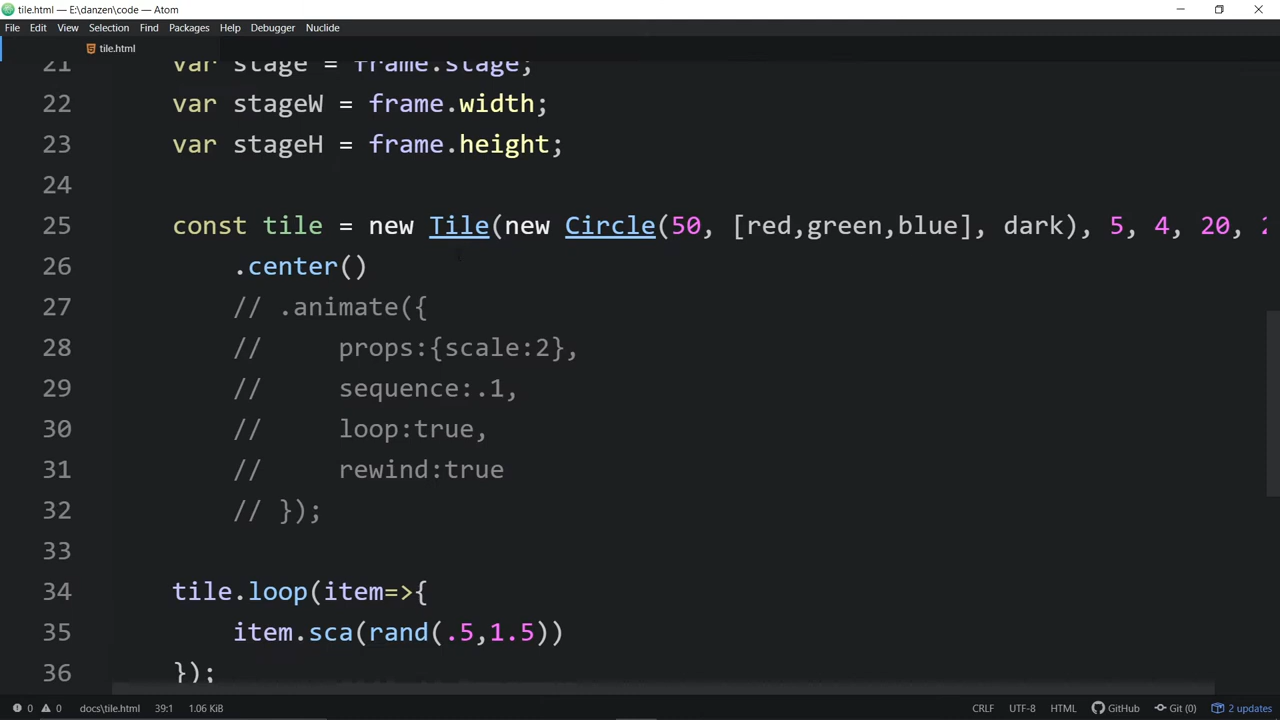 tile.html — E:\danzen\code — Atom
File Edit View Selection Find Packages Help Debugger Nuclide
tile.html
21 var stage = frame.stage;
22 var stageW = frame.width;
23 var stageH = frame.height;
24
25 const tile = new Tile(new Circle(50, [red,green,blue], dark), 5, 4, 20,
26 .center()
27 // .animate({
28 // props:{scale:2},
29 // sequence:.1,
30 // loop:true,
31 // rewind:true
32 // });
33
34 tile.loop(item=>{
35 item.sca(rand(.5,1.5))
36 });
0 0 docs\tile.html 39:1 1.06 KiB CRLF UTF-8 HTML GitHub Git (0) 2 updates